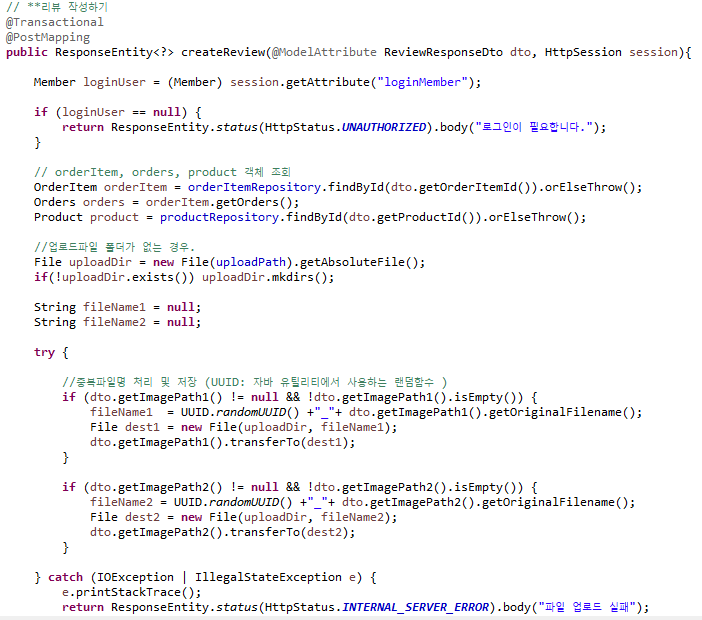 // **리뷰 작성하기
@Transactional
@PostMapping
public ResponseEntity<?> createReview(@ModelAttribute ReviewResponseDto dto, HttpSession session){
Member loginUser = (Member) session.getAttribute("loginMember");
if (loginUser == null) {
return ResponseEntity.status(HttpStatus.UNAUTHORIZED).body("로그인이 필요합니다.");
}
// orderItem, orders, product 객체 조회
OrderItem orderItem = orderItemRepository.findById(dto.getOrderItemId()).orElseThrow();
Orders orders = orderItem.getOrders();
Product product = productRepository.findById(dto.getProductId()).orElseThrow();
//업로드파일 폴더가 없는 경우.
File uploadDir = new File(uploadPath).getAbsoluteFile();
if(!uploadDir.exists()) uploadDir.mkdirs();
String fileName1 = null;
String fileName2 = null;
try {
//중복파일명 처리 및 저장 (UUID: 자바 유틸리티에서 사용하는 랜덤함수 )
if (dto.getImagePath1() != null && !dto.getImagePath1().isEmpty()) {
fileName1  = UUID.randomUUID() +"_"+ dto.getImagePath1().getOriginalFilename();
File dest1 = new File(uploadDir, fileName1);
dto.getImagePath1().transferTo(dest1);
}
if (dto.getImagePath2() != null && !dto.getImagePath2().isEmpty()) {
fileName2 = UUID.randomUUID() +"_"+ dto.getImagePath2().getOriginalFilename();
File dest2 = new File(uploadDir, fileName2);
dto.getImagePath2().transferTo(dest2);
}
} catch (IOException | IllegalStateException e) {
e.printStackTrace();
return ResponseEntity.status(HttpStatus.INTERNAL_SERVER_ERROR).body("파일 업로드 실패");